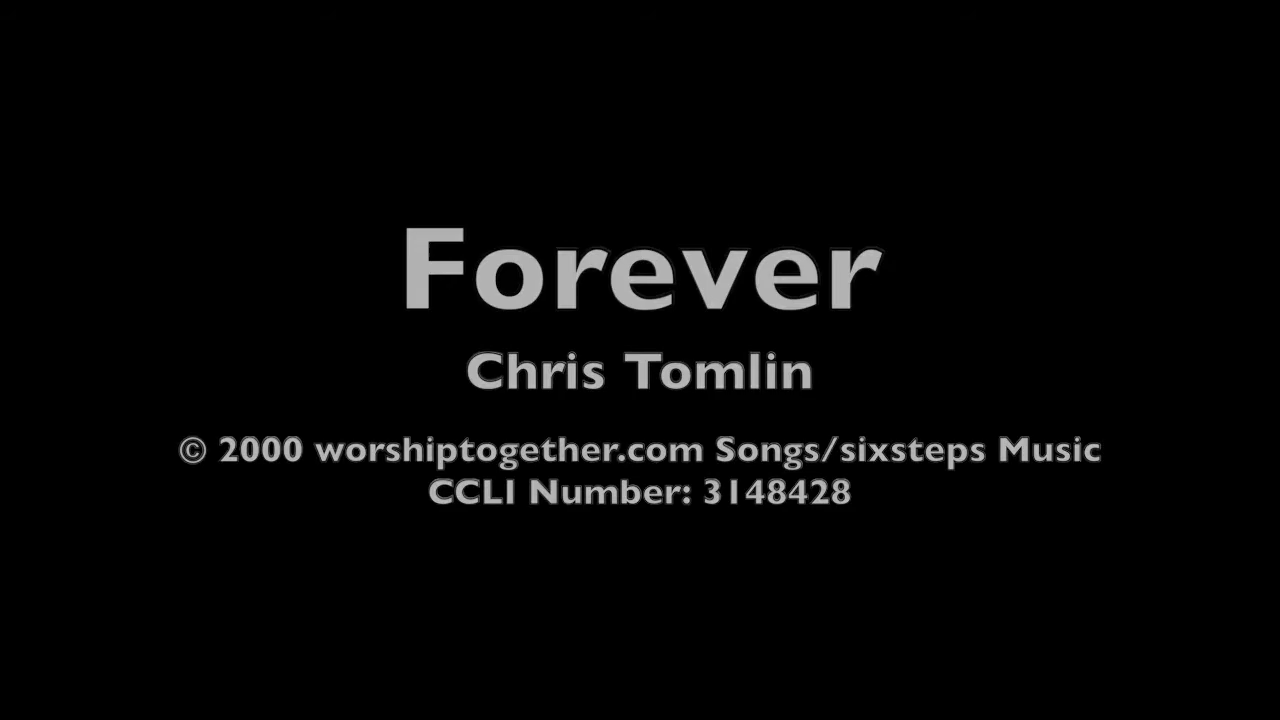 Forever
Chris Tomlin
© 2000 worshiptogether.com Songs/sixsteps Music
CCLI Number: 3148428